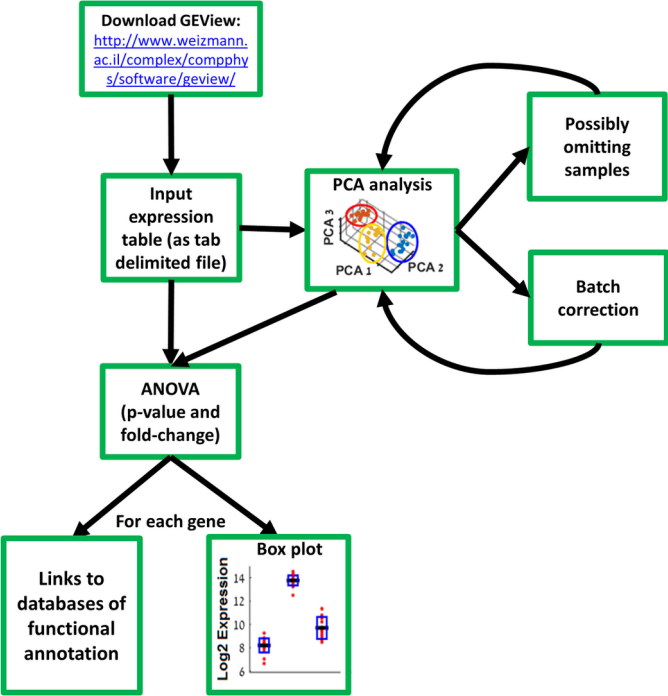 Download GEView:
http://www.weizmann.
ac.il/complex/compphy
s/software/geview/
Possibly
omitting
samples
Input
expression
table (as tab
delimited file)
PCA analysis
PCA 3
PCA 1
PCA 2
Batch
correction
ANOVA
(p-value and
fold-change)
For each gene
Links to
databases of
functional
annotation
Box plot
Log2 Expression
14
12
10
8
6